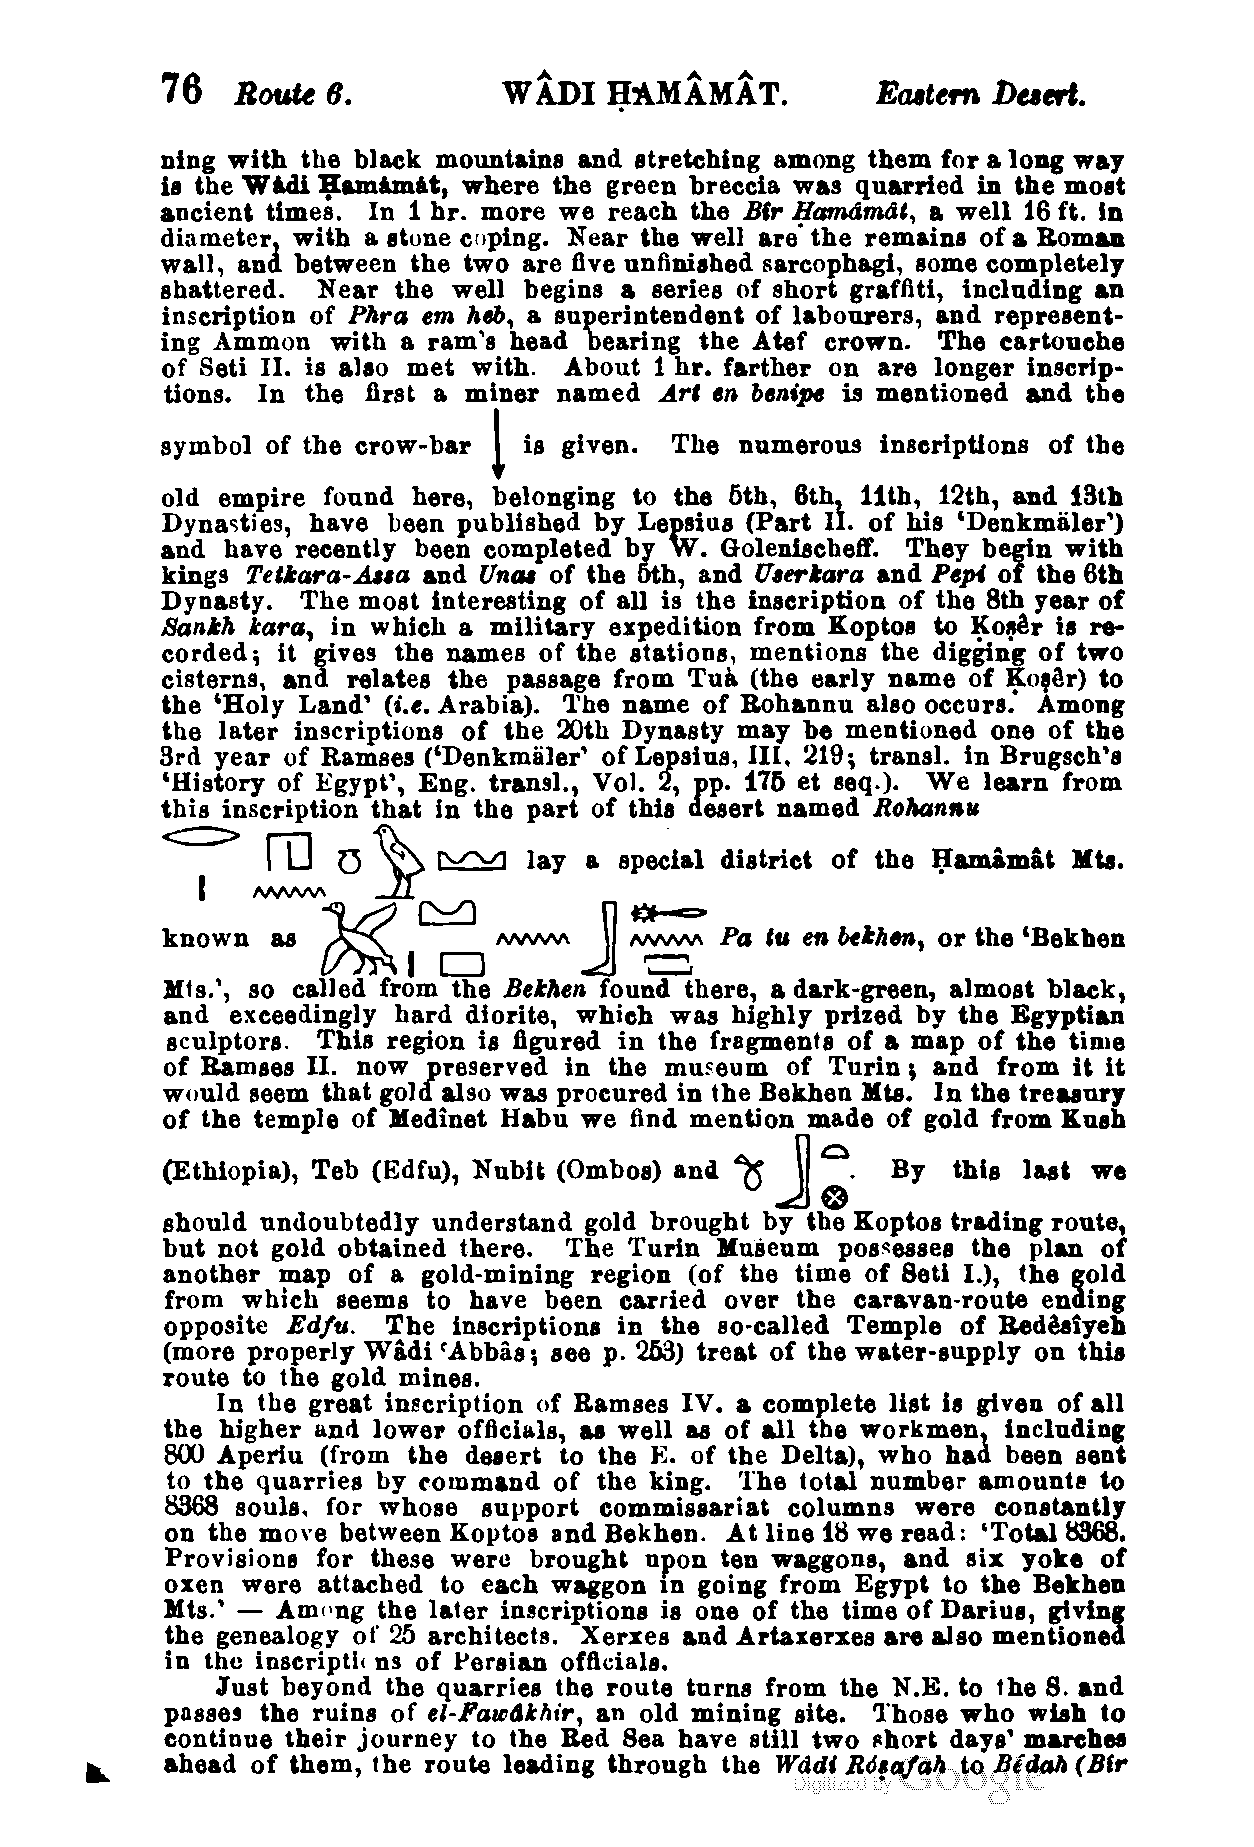 76 Route 6. WÂDI ḤAMÂMÂT. Eastern Desert.
ning with the black mountains and stretching among them for a long way
is the Wâdi Ḥamâmât, where the green breccia was quarried in the most
ancient times. In 1 hr. more we reach the Bîr Ḥamâmât, a well 16 ft. in
diameter, with a stone coping. Near the well are the remains of a Roman
wall, and between the two are five unfinished sarcophagi, some completely
shattered. Near the well begins a series of short graffiti, including an
inscription of Phra em heb, a superintendent of labourers, and represent-
ing Ammon with a ram's head bearing the Atef crown. The cartouche
of Seti II. is also met with. About 1 hr. farther on are longer inscrip-
tions. In the first a miner named Art en benipe is mentioned and the
symbol of the crow-bar is given. The numerous inscriptions of the
old empire found here, belonging to the 5th, 6th, 11th, 12th, and 13th
Dynasties, have been published by Lepsius (Part II. of his 'Denkmäler')
and have recently been completed by W. Golenischeff. They begin with
kings Tetkara-Assa and Unas of the 5th, and Userkara and Pepi of the 6th
Dynasty. The most interesting of all is the inscription of the 8th year of
Sankh kara, in which a military expedition from Koptos to Ḳoṣêr is re-
corded; it gives the names of the stations, mentions the digging of two
cisterns, and relates the passage from Tuà (the early name of Ḳoṣêr) to
the 'Holy Land' (i.e. Arabia). The name of Rohannu also occurs. Among
the later inscriptions of the 20th Dynasty may be mentioned one of the
3rd year of Ramses ('Denkmäler' of Lepsius, III. 219; transl. in Brugsch's
'History of Egypt', Eng. transl., Vol. 2, pp. 175 et seq.). We learn from
this inscription that in the part of this desert named Rohannu
lay a special district of the Ḥamâmât Mts.
known as Pa tu en bekhen, or the 'Bekhen
Mts.', so called from the Bekhen found there, a dark-green, almost black,
and exceedingly hard diorite, which was highly prized by the Egyptian
sculptors. This region is figured in the fragments of a map of the time
of Ramses II. now preserved in the museum of Turin; and from it it
would seem that gold also was procured in the Bekhen Mts. In the treasury
of the temple of Medînet Habu we find mention made of gold from Kush
(Ethiopia), Teb (Edfu), Nubit (Ombos) and . By this last we
should undoubtedly understand gold brought by the Koptos trading route,
but not gold obtained there. The Turin Museum possesses the plan of
another map of a gold-mining region (of the time of Seti I.), the gold
from which seems to have been carried over the caravan-route ending
opposite Edfu. The inscriptions in the so-called Temple of Redêsîyeh
(more properly Wâdi 'Abbâs; see p. 253) treat of the water-supply on this
route to the gold mines.
In the great inscription of Ramses IV. a complete list is given of all
the higher and lower officials, as well as of all the workmen, including
800 Aperiu (from the desert to the E. of the Delta), who had been sent
to the quarries by command of the king. The total number amounts to
8368 souls, for whose support commissariat columns were constantly
on the move between Koptos and Bekhen. At line 18 we read: 'Total 8368.
Provisions for these were brought upon ten waggons, and six yoke of
oxen were attached to each waggon in going from Egypt to the Bekhen
Mts.' — Among the later inscriptions is one of the time of Darius, giving
the genealogy of 25 architects. Xerxes and Artaxerxes are also mentioned
in the inscriptions of Persian officials.
Just beyond the quarries the route turns from the N.E. to the S. and
passes the ruins of el-Fawâkhir, an old mining site. Those who wish to
continue their journey to the Red Sea have still two short days' marches
ahead of them, the route leading through the Wâdi Róṣafah to Bédah (Bîr
Digitized by Google